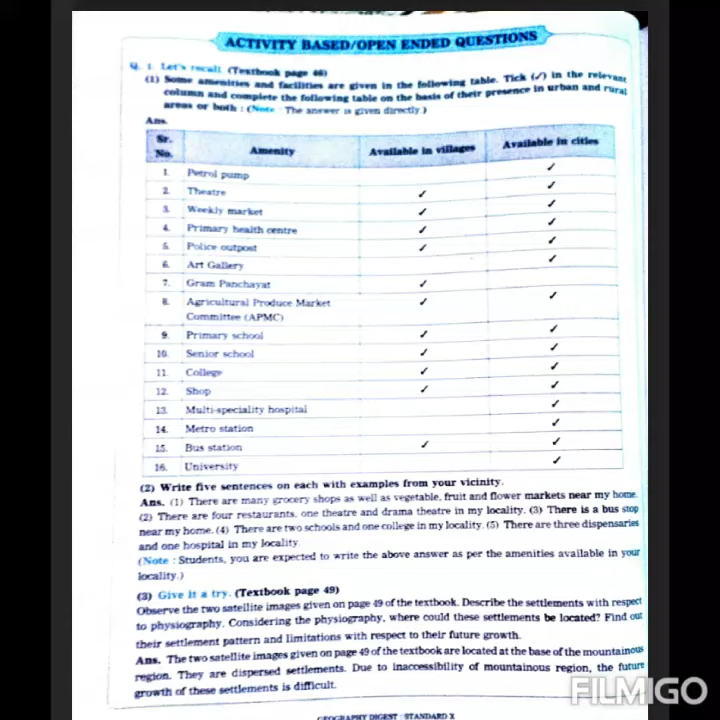 ACTIVITY BASED/OPEN ENDED QUESTIONS
Q. 1. Let's recall (Textbook page 46)
(1) Some amenities and facilities are given in the following table. Tick (✓) in the relevant
column and complete the following table on the basis of their presence in urban and rural
areas or both : (Note : The answer is given directly.)
Ans.
Sr. No. Amenity Available in villages Available in cities
1. Petrol pump ✓
2. Theatre ✓ ✓
3. Weekly market ✓ ✓
4. Primary health centre ✓ ✓
5. Police outpost ✓ ✓
6. Art Gallery ✓
7. Gram Panchayat ✓
8. Agricultural Produce Market ✓ ✓
Committee (APMC)
9. Primary school ✓ ✓
10. Senior school ✓ ✓
11. College ✓ ✓
12. Shop ✓ ✓
13. Multi-speciality hospital ✓
14. Metro station ✓
15. Bus station ✓ ✓
16. University ✓
(2) Write five sentences on each with examples from your vicinity.
Ans. (1) There are many grocery shops as well as vegetable, fruit and flower markets near my home.
(2) There are four restaurants, one theatre and drama theatre in my locality. (3) There is a bus stop
near my home. (4) There are two schools and one college in my locality. (5) There are three dispensaries
and one hospital in my locality.
(Note : Students, you are expected to write the above answer as per the amenities available in your
locality.)
(3) Give it a try. (Textbook page 49)
Observe the two satellite images given on page 49 of the textbook. Describe the settlements with respect
to physiography. Considering the physiography, where could these settlements be located? Find out
their settlement pattern and limitations with respect to their future growth.
Ans. The two satellite images given on page 49 of the textbook are located at the base of the mountainous
region. They are dispersed settlements. Due to inaccessibility of mountainous region, the future
growth of these settlements is difficult.
GEOGRAPHY DIGEST : STANDARD X
FILMIGO